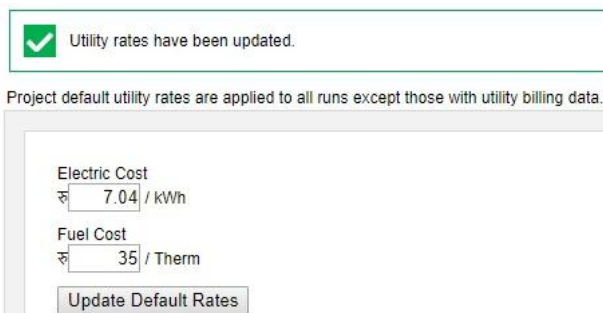 Utility rates have been updated.
Project default utility rates are applied to all runs except those with utility billing data.
Electric Cost
रु 7.04 / kWh
Fuel Cost
रु 35 / Therm
Update Default Rates